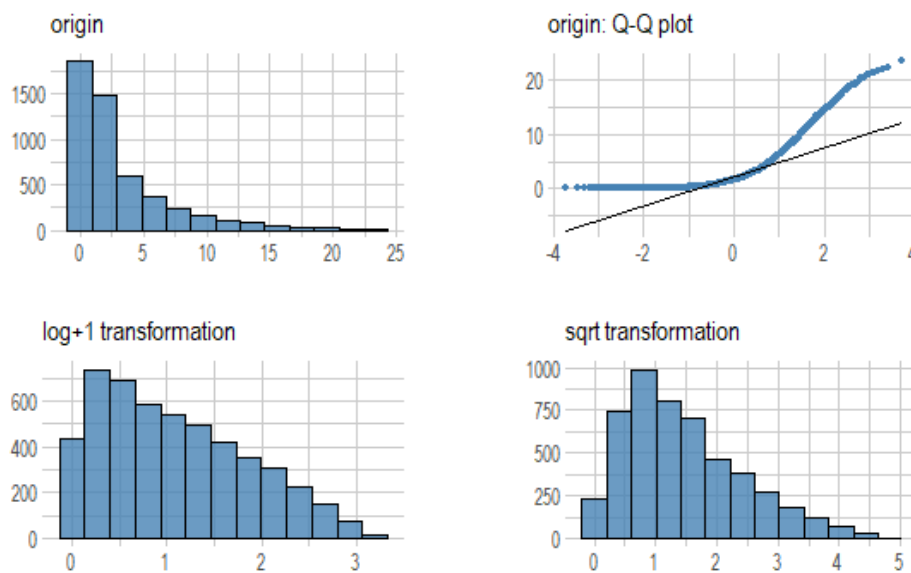 origin
1500
1000
500
0
0 5 10 15 20 25
origin: Q-Q plot
20
10
0
-4 -2 0 2 4
log+1 transformation
600
400
200
0
0 1 2 3
sqrt transformation
1000
750
500
250
0
0 1 2 3 4 5